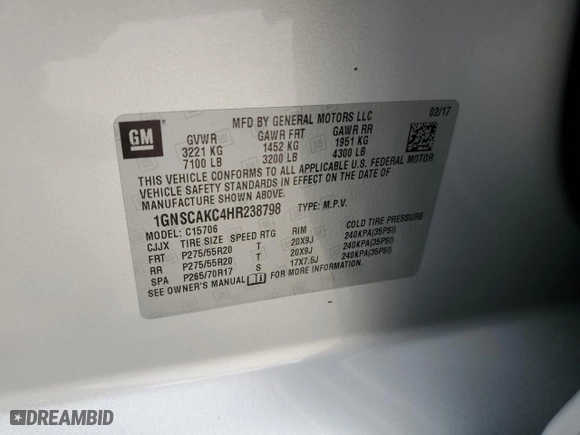 GM
MFD BY GENERAL MOTORS LLC
02/17
GVWR GAWR FRT GAWR RR
3221 KG 1452 KG 1951 KG
7100 LB 3200 LB 4300 LB
THIS VEHICLE CONFORMS TO ALL APPLICABLE U.S. FEDERAL MOTOR
VEHICLE SAFETY STANDARDS IN EFFECT ON THE DATE OF
MANUFACTURE SHOWN ABOVE.
1GNSCAKC4HR238798 TYPE: M.P.V.
MODEL: C15706
CJJX TIRE SIZE SPEED RTG RIM COLD TIRE PRESSURE
FRT P275/55R20 T 20X9J 240KPA(35PSI)
RR P275/55R20 T 20X9J 240KPA(35PSI)
SPA P265/70R17 S 17X7.5J 240KPA(35PSI)
SEE OWNER'S MANUAL FOR MORE INFORMATION.
DREAMBID